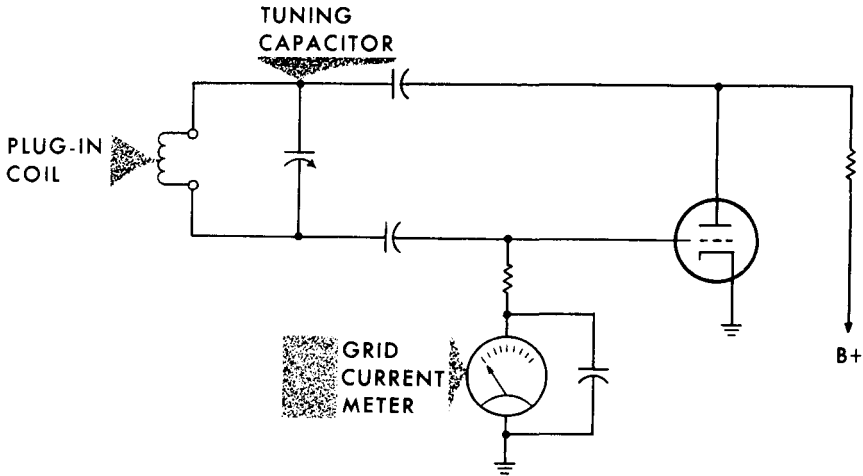 TUNING
CAPACITOR
PLUG-IN
COIL
GRID
CURRENT
METER
B+